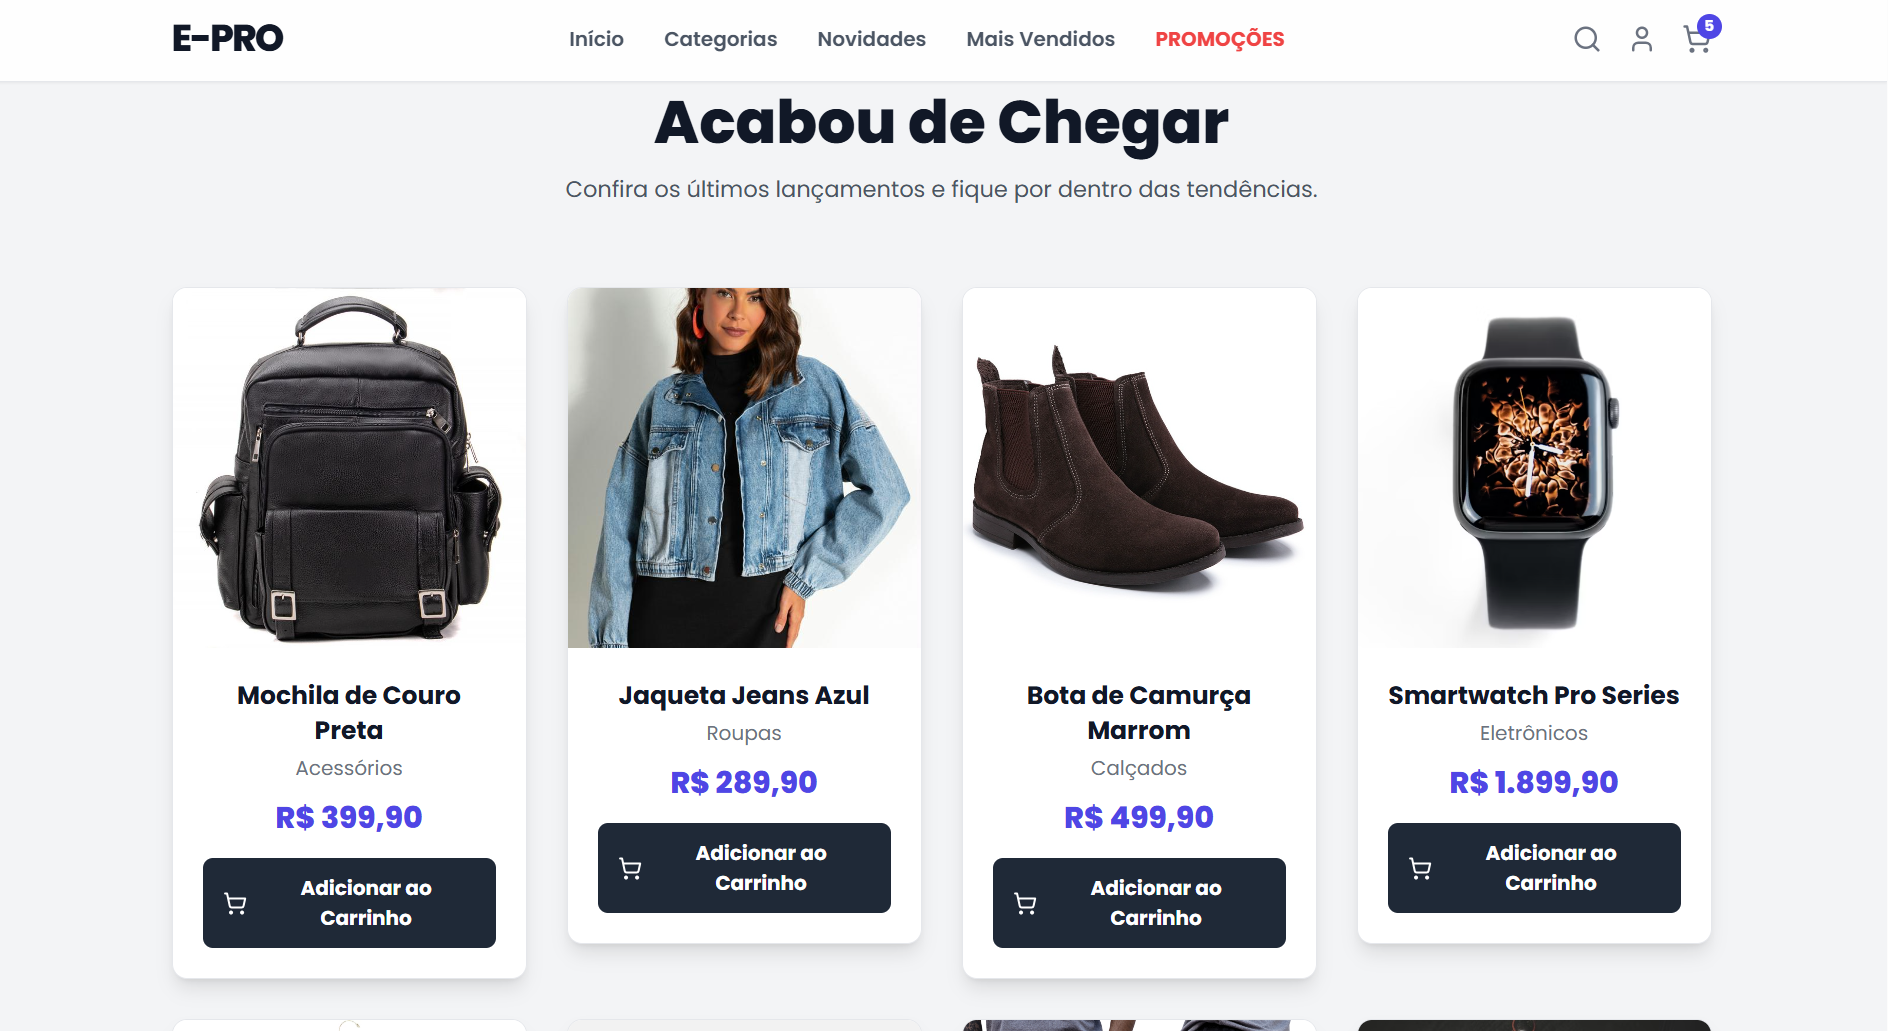 E-PRO
Início
Categorias
Novidades
Mais Vendidos
PROMOÇÕES
5
Acabou de Chegar
Confira os últimos lançamentos e fique por dentro das tendências.
Mochila de Couro
Preta
Acessórios
R$ 399,90
Adicionar ao
Carrinho
Jaqueta Jeans Azul
Roupas
R$ 289,90
Adicionar ao
Carrinho
Bota de Camurça
Marrom
Calçados
R$ 499,90
Adicionar ao
Carrinho
Smartwatch Pro Series
Eletrônicos
R$ 1.899,90
Adicionar ao
Carrinho